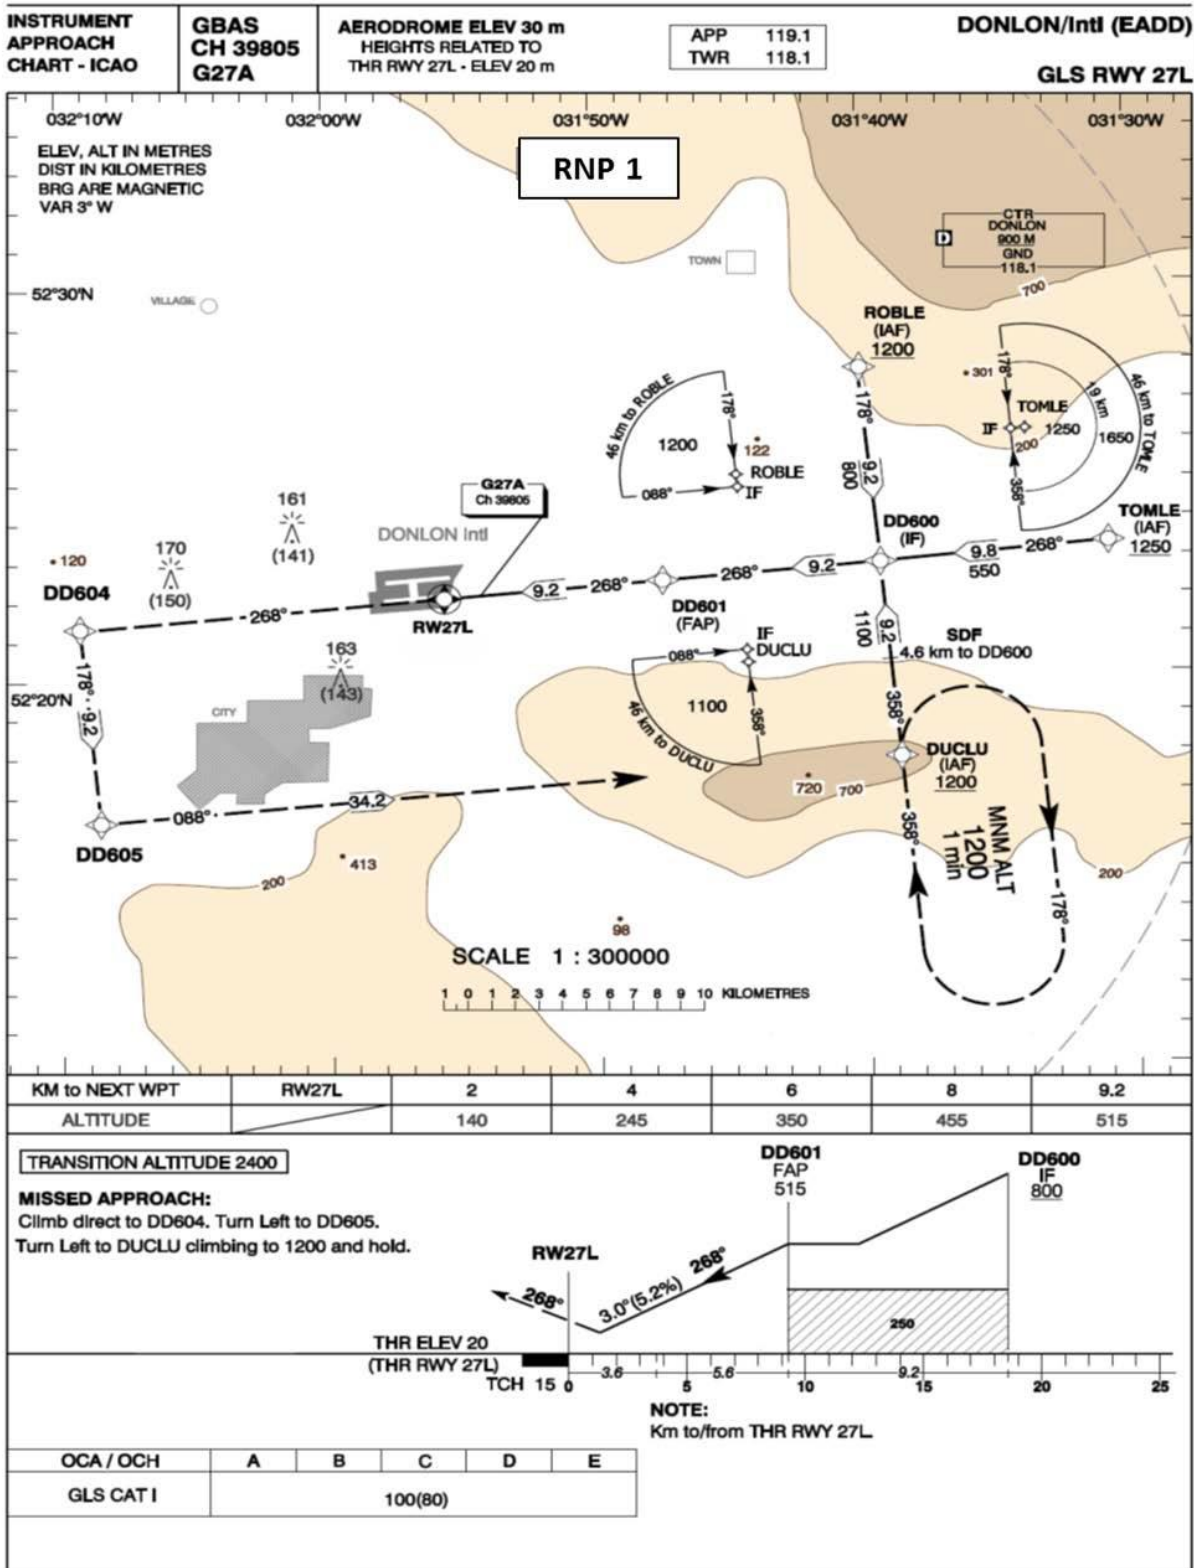 INSTRUMENT
APPROACH
CHART - ICAO
GBAS
CH 39805
G27A
AERODROME ELEV 30 m
HEIGHTS RELATED TO
THR RWY 27L - ELEV 20 m
APP 119.1
TWR 118.1
DONLON/Intl (EADD)
GLS RWY 27L
032°10'W
032°00'W
031°50'W
031°40'W
031°30'W
ELEV, ALT IN METRES
DIST IN KILOMETRES
BRG ARE MAGNETIC
VAR 3° W
RNP 1
CTR
DONLON
900 M
GND
118.1
D
TOWN
700
52°30'N
VILLAGE
ROBLE
(IAF)
1200
301
178°
46 km to ROBLE
178°
1200
122
ROBLE
IF
088°
178°
19 km
46 km to TOMLE
TOMLE
IF
1250
1650
200
358°
9.2
800
G27A
Ch 39805
161
(141)
DONLON Intl
DD600
(IF)
TOMLE
(IAF)
1250
120
170
(150)
DD604
268°
RW27L
9.2
268°
268°
9.2
9.8
268°
550
DD601
(FAP)
9.2
1100
SDF
4.6 km to DD600
163
(143)
IF
DUCLU
088°
1100
358°
46 km to DUCLU
52°20'N
178°
9.2
CITY
358°
DUCLU
(IAF)
1200
720
700
358°
MNM ALT
1200
1 min
178°
088°
34.2
DD605
413
200
200
98
SCALE 1 : 300000
1 0 1 2 3 4 5 6 7 8 9 10 KILOMETRES
KM to NEXT WPT RW27L 2 4 6 8 9.2
ALTITUDE 140 245 350 455 515
TRANSITION ALTITUDE 2400
MISSED APPROACH:
Climb direct to DD604. Turn Left to DD605.
Turn Left to DUCLU climbing to 1200 and hold.
DD601
FAP
515
DD600
IF
800
RW27L
268°
3.0°(5.2%)
268°
250
THR ELEV 20
(THR RWY 27L)
TCH 15
3.6
5.6
9.2
0 5 10 15 20 25
NOTE:
Km to/from THR RWY 27L
OCA / OCH A B C D E
GLS CAT I 100(80)